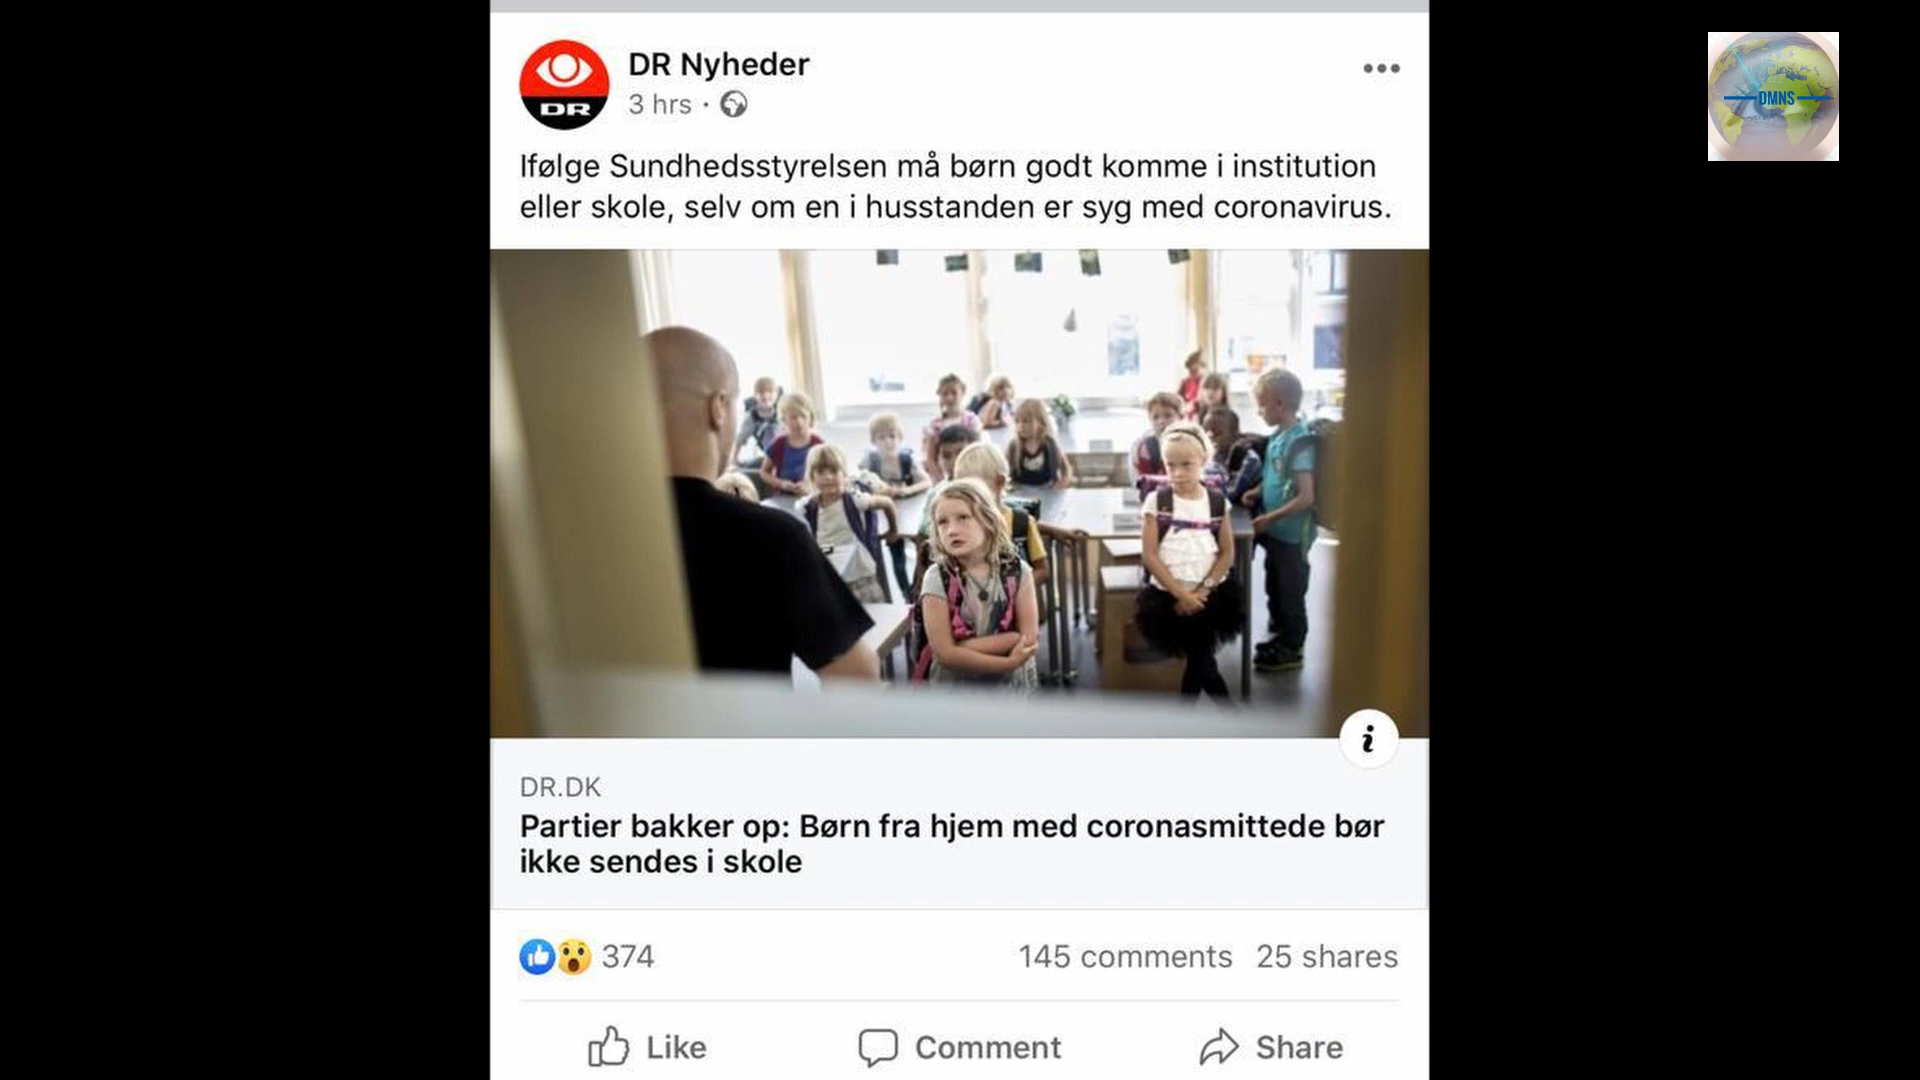 DR Nyheder
DR
3 hrs ·
DMNS
Ifølge Sundhedsstyrelsen må børn godt komme i institution
eller skole, selv om en i husstanden er syg med coronavirus.
i
DR.DK
Partier bakker op: Børn fra hjem med coronasmittede bør
ikke sendes i skole
374
145 comments 25 shares
Like Comment Share